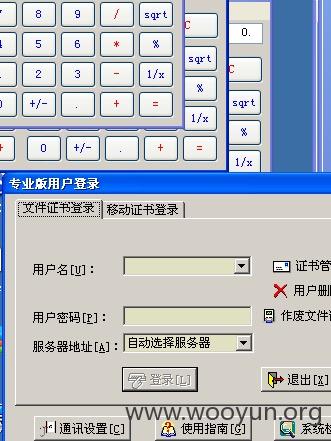 7 8 9 / sqrt
C
0.
4 5 6 * %
C
1 2 3 - 1/x
sqrt
0 +/- . + =
%
1/x
+ 0 +/- . + =
1/x
专业版用户登录
文件证书登录 移动证书登录
用户名[U]:
证书管
用户删
用户密码[P]:
作废文件证
服务器地址[A]: 自动选择服务器
登录[L] 退出[X]
www.wooyun.org
通讯设置[C] 使用指南[G] 系统检